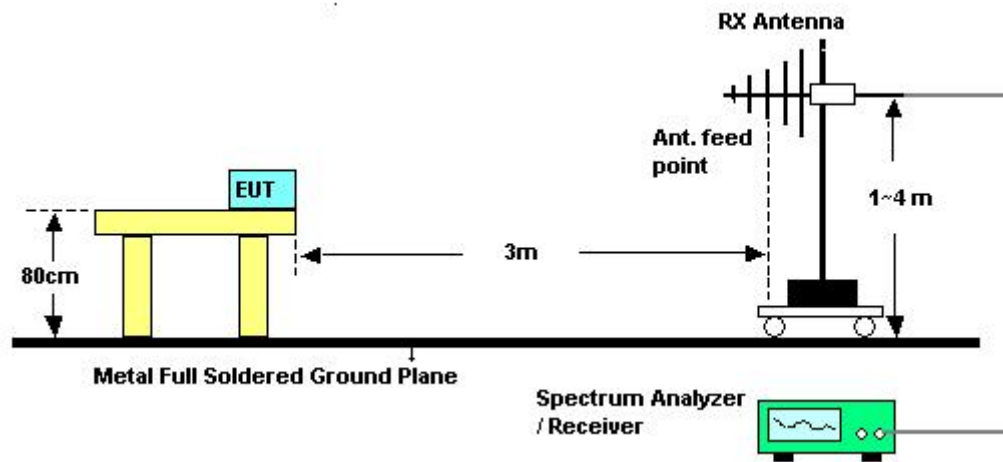 RX Antenna
Ant. feed
point
EUT
1~4 m
3m
80cm
Metal Full Soldered Ground Plane
Spectrum Analyzer
/ Receiver